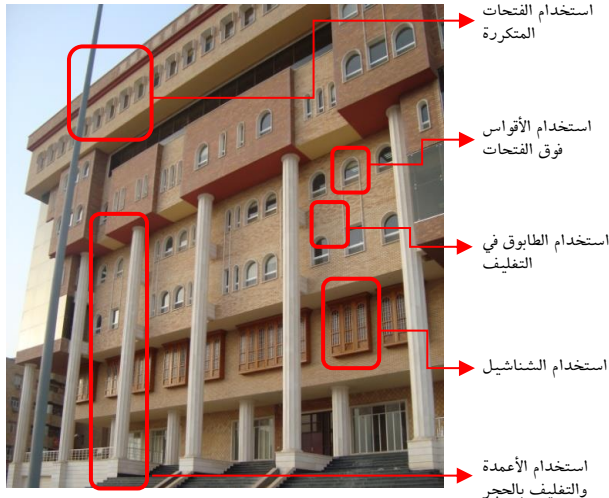 استخدام الفتحات
المتكررة
استخدام الأقواس
فوق الفتحات
استخدام الطابوق في
التغليف
استخدام الشناشيل
استخدام الأعمدة
والتغليف بالحجر